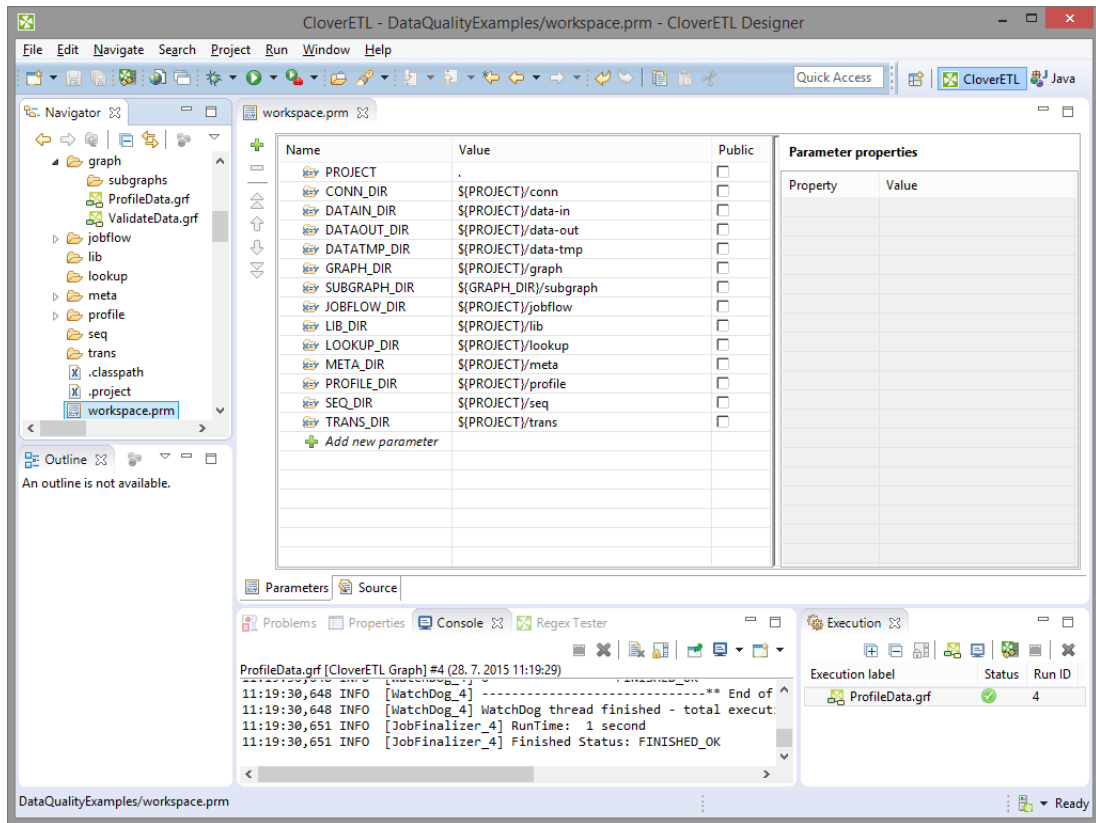 CloverETL - DataQualityExamples/workspace.prm - CloverETL Designer
File Edit Navigate Search Project Run Window Help
Quick Access CloverETL Java
Navigator
graph
subgraphs
ProfileData.grf
ValidateData.grf
jobflow
lib
lookup
meta
profile
seq
trans
.classpath
.project
workspace.prm
Outline
An outline is not available.
workspace.prm
Name Value Public
PROJECT .
CONN_DIR ${PROJECT}/conn
DATAIN_DIR ${PROJECT}/data-in
DATAOUT_DIR ${PROJECT}/data-out
DATATMP_DIR ${PROJECT}/data-tmp
GRAPH_DIR ${PROJECT}/graph
SUBGRAPH_DIR ${GRAPH_DIR}/subgraph
JOBFLOW_DIR ${PROJECT}/jobflow
LIB_DIR ${PROJECT}/lib
LOOKUP_DIR ${PROJECT}/lookup
META_DIR ${PROJECT}/meta
PROFILE_DIR ${PROJECT}/profile
SEQ_DIR ${PROJECT}/seq
TRANS_DIR ${PROJECT}/trans
Add new parameter
Parameter properties
Property Value
Parameters Source
Problems Properties Console Regex Tester
ProfileData.grf [CloverETL Graph] #4 (28. 7. 2015 11:19:29)
11:19:30,648 INFO [WatchDog_4] ------------------------------** End of
11:19:30,648 INFO [WatchDog_4] WatchDog thread finished - total execut
11:19:30,651 INFO [JobFinalizer_4] RunTime: 1 second
11:19:30,651 INFO [JobFinalizer_4] Finished Status: FINISHED_OK
Execution
Execution label Status Run ID
ProfileData.grf 4
DataQualityExamples/workspace.prm
Ready